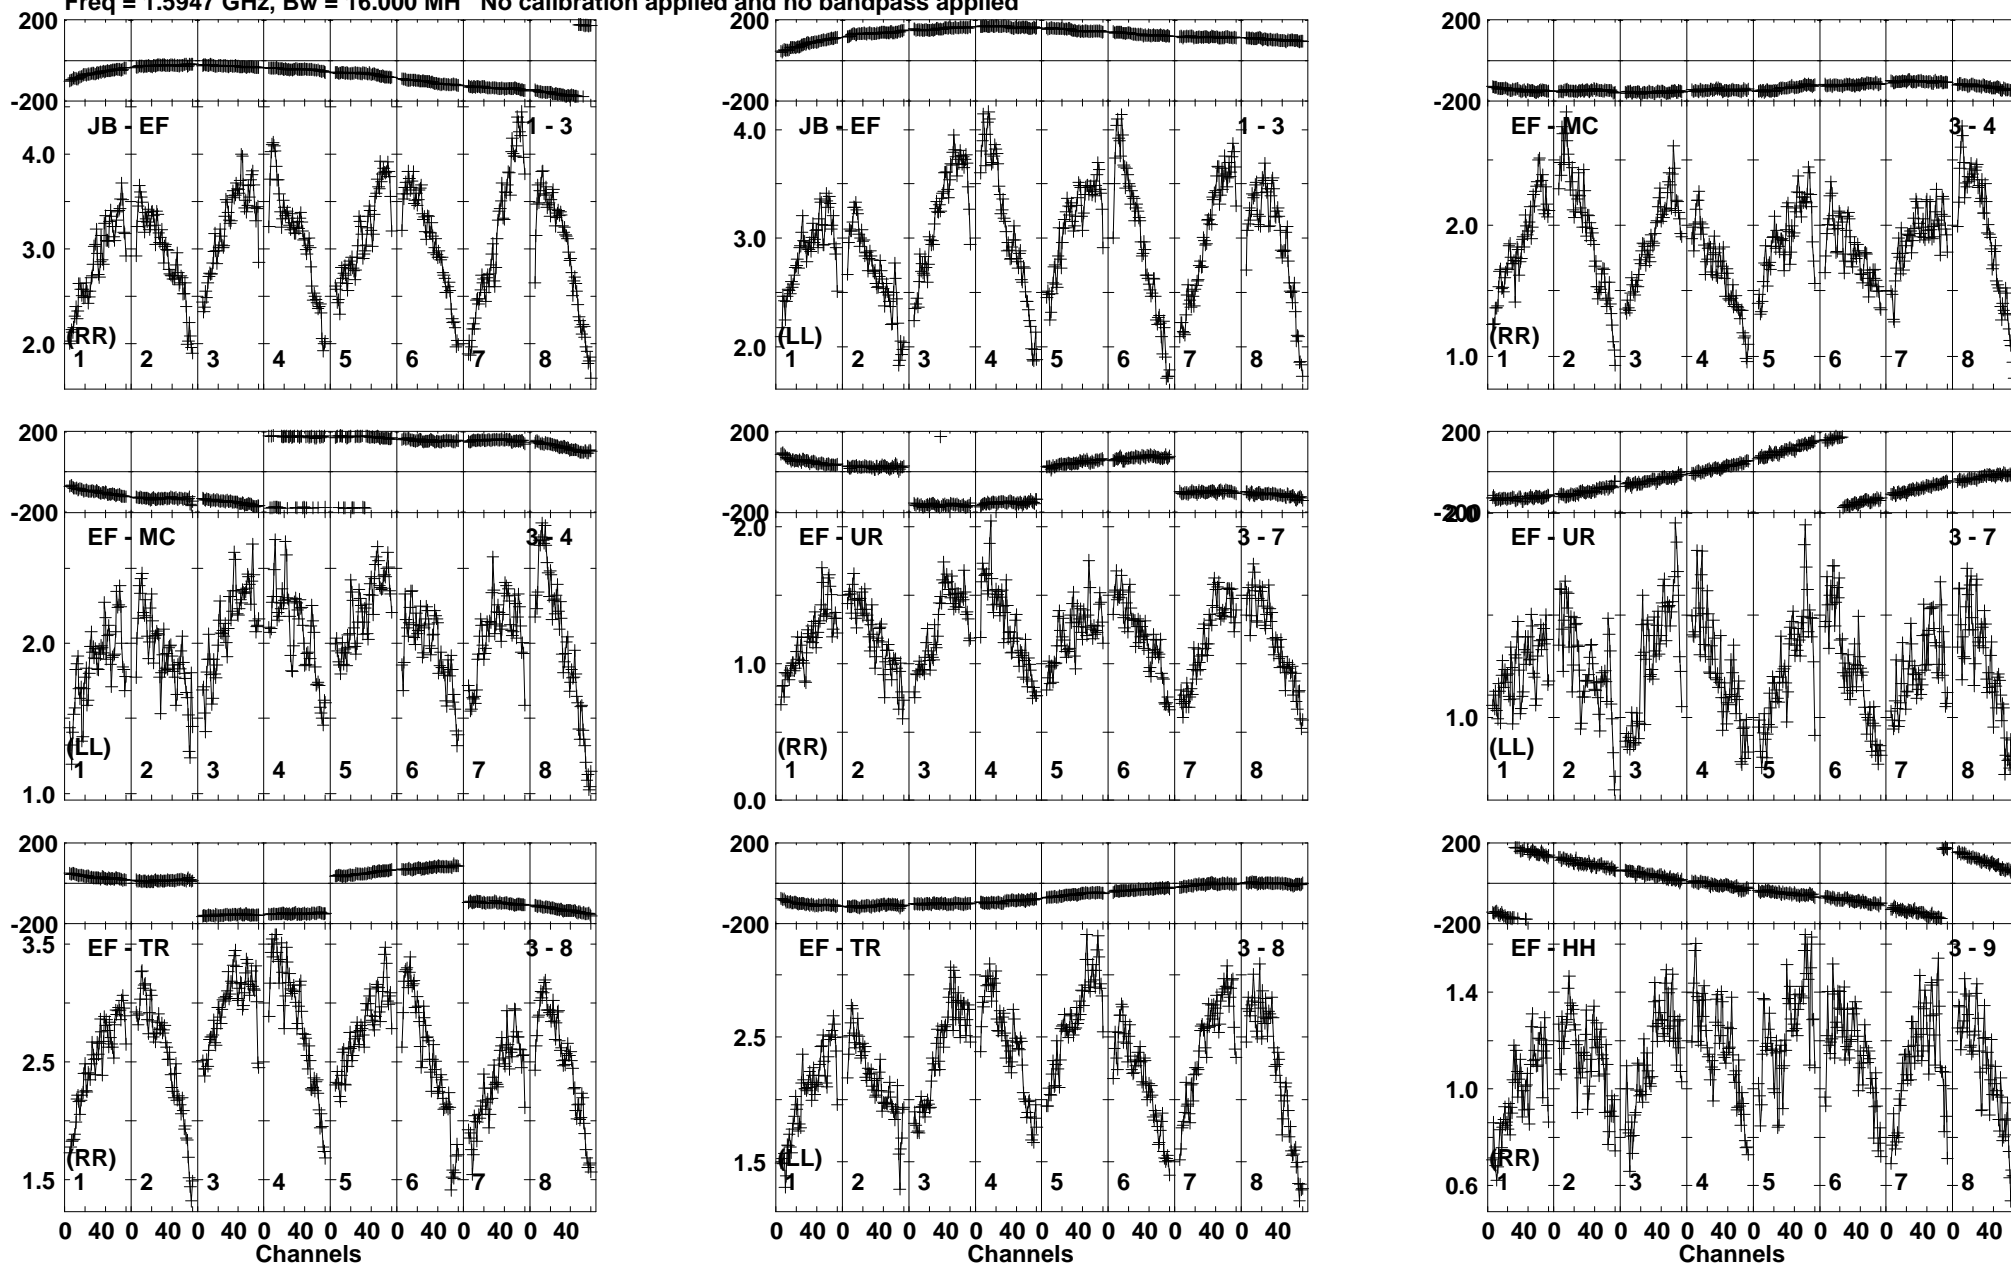 Freq = 1.5947 GHz, Bw = 16.000 MH No calibration applied and no bandpass applied
200
-200
JB - EF 1 - 3
4.0
3.0
2.0
(RR)
1 2 3 4 5 6 7 8
200
-200
JB - EF 1 - 3
4.0
3.0
2.0
(LL)
1 2 3 4 5 6 7 8
200
-200
EF - MC 3 - 4
2.0
1.0
(RR)
1 2 3 4 5 6 7 8
200
-200
EF - MC 3 - 4
2.0
1.0
(LL)
1 2 3 4 5 6 7 8
200
-200
2.0
EF - UR 3 - 7
1.0
0.0
(RR)
1 2 3 4 5 6 7 8
200
-200
2.0
EF - UR 3 - 7
1.0
(LL)
1 2 3 4 5 6 7 8
200
-200
3.5
EF - TR 3 - 8
2.5
1.5
(RR)
1 2 3 4 5 6 7 8
0 40 0 40 0 40 0 40 0 40 0 40 0 40 0 40
Channels
200
-200
EF - TR 3 - 8
2.5
1.5
(LL)
1 2 3 4 5 6 7 8
0 40 0 40 0 40 0 40 0 40 0 40 0 40 0 40
Channels
200
-200
EF - HH 3 - 9
1.4
1.0
0.6
(RR)
1 2 3 4 5 6 7 8
0 40 0 40 0 40 0 40 0 40 0 40 0 40 0 40
Channels